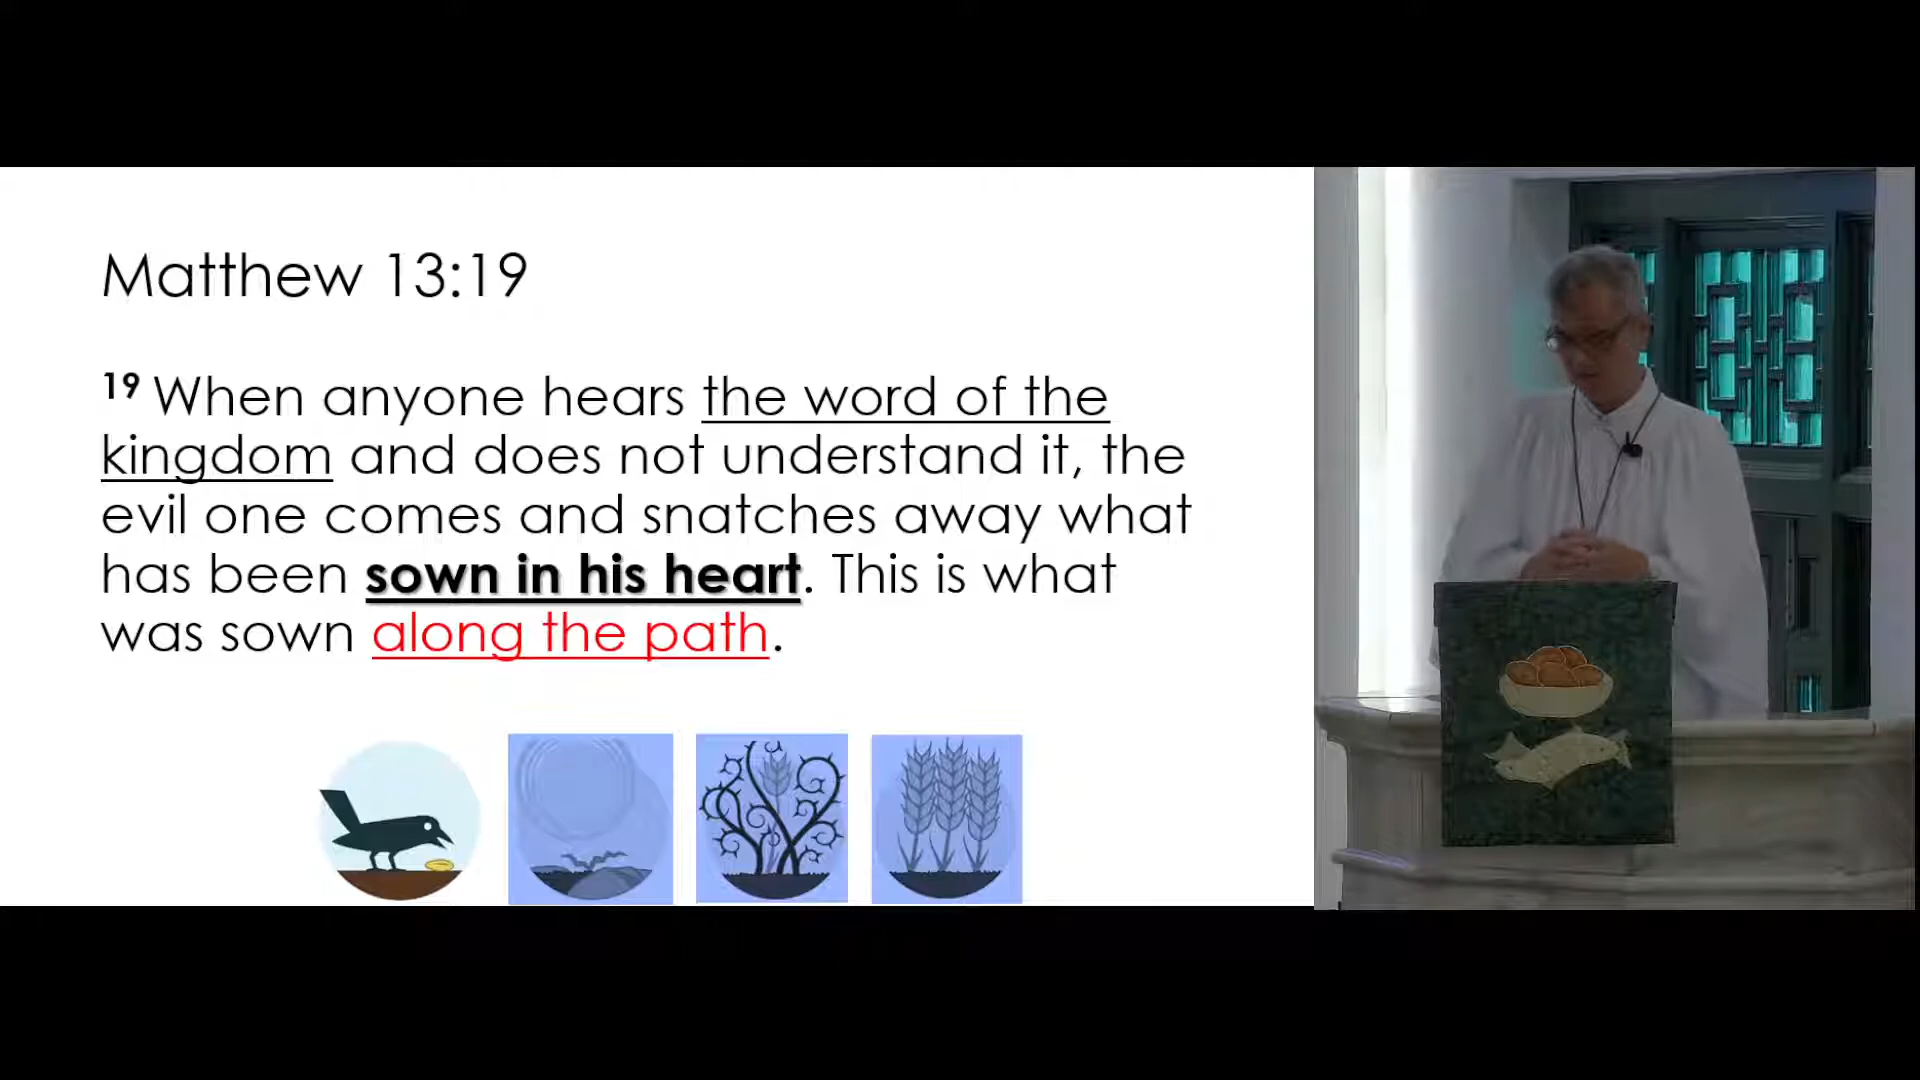 Matthew 13:19
19 When anyone hears the word of the
kingdom and does not understand it, the
evil one comes and snatches away what
has been sown in his heart. This is what
was sown along the path.